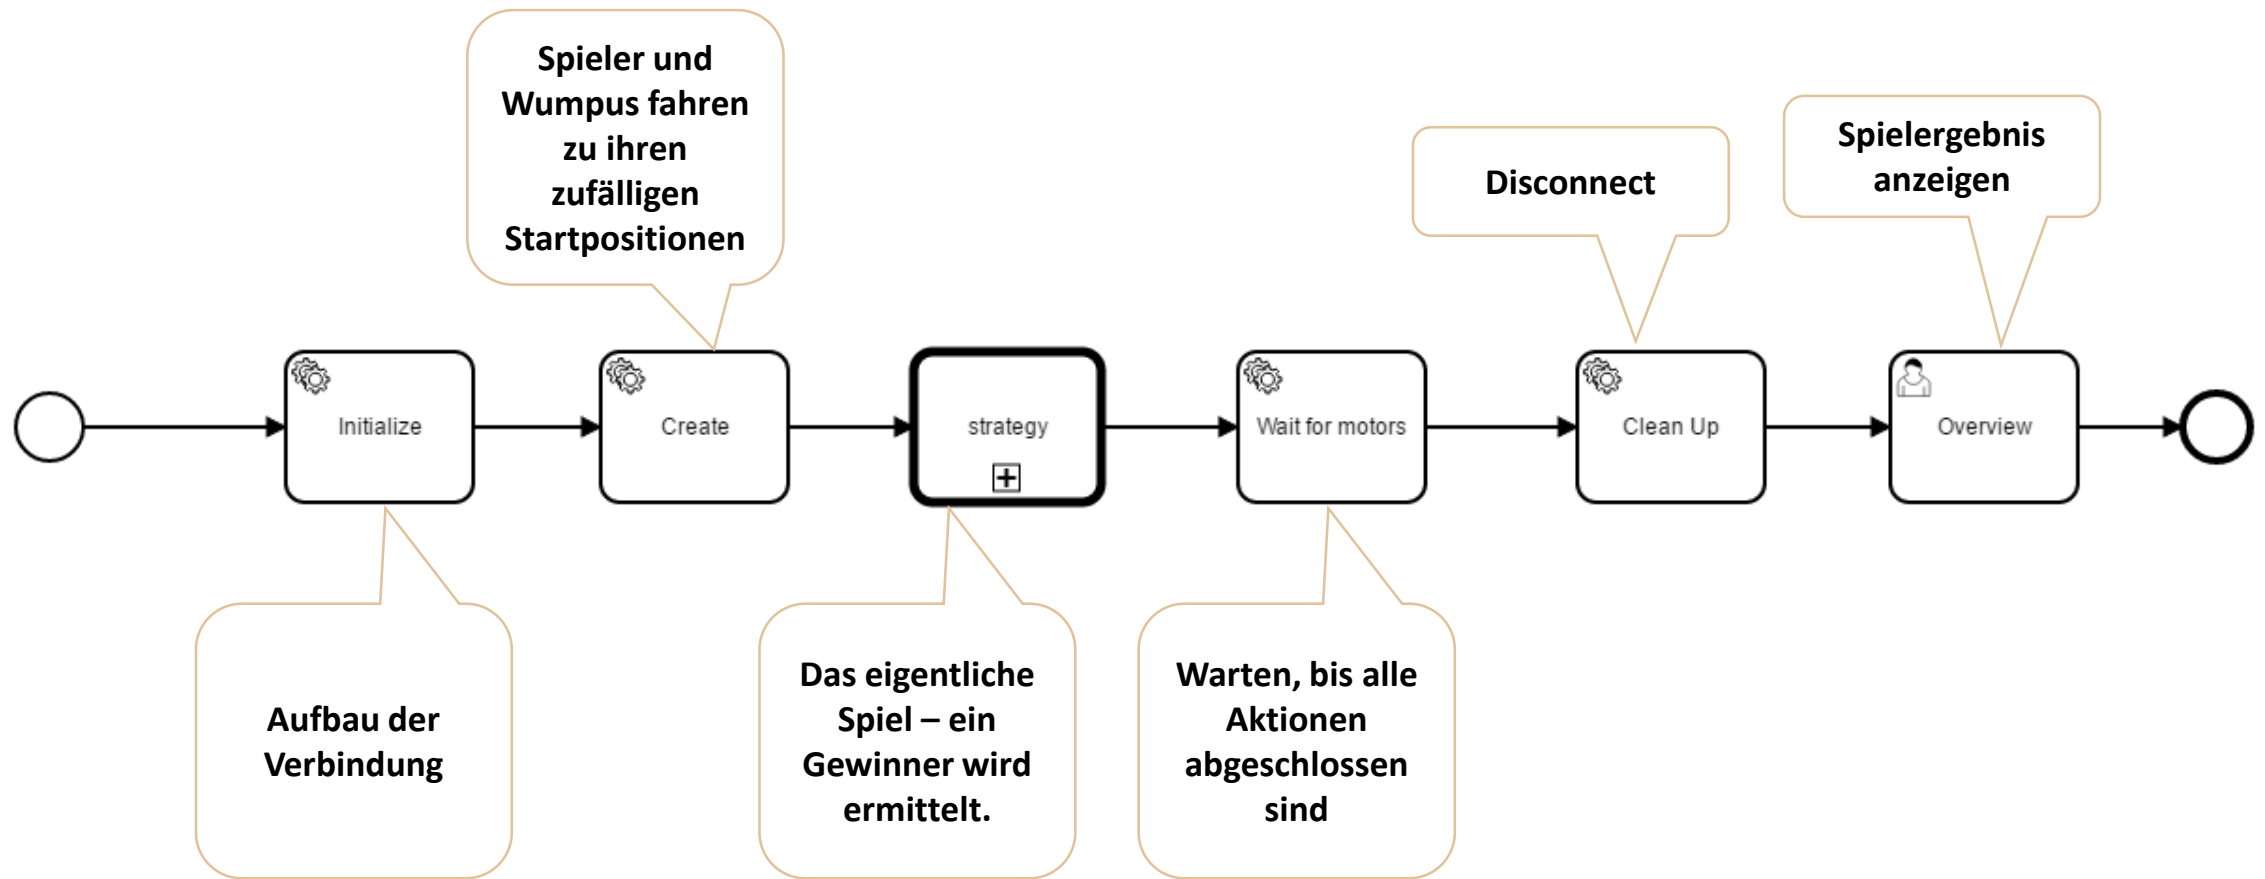 Spieler und
Wumpus fahren
zu ihren
zufälligen
Startpositionen
Disconnect
Spielergebnis
anzeigen
Initialize
Create
strategy
Wait for motors
Clean Up
Overview
Aufbau der
Verbindung
Das eigentliche
Spiel – ein
Gewinner wird
ermittelt.
Warten, bis alle
Aktionen
abgeschlossen
sind